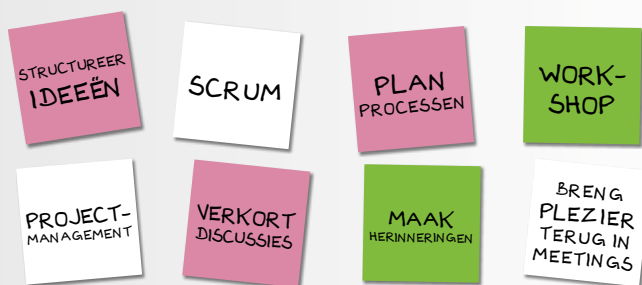 STRUCTUREER
IDEEËN
SCRUM
PLAN
PROCESSEN
WORK-
SHOP
PROJECT-
MANAGEMENT
VERKORT
DISCUSSIES
MAAK
HERINNERINGEN
BRENG
PLEZIER
TERUG IN
MEETINGS